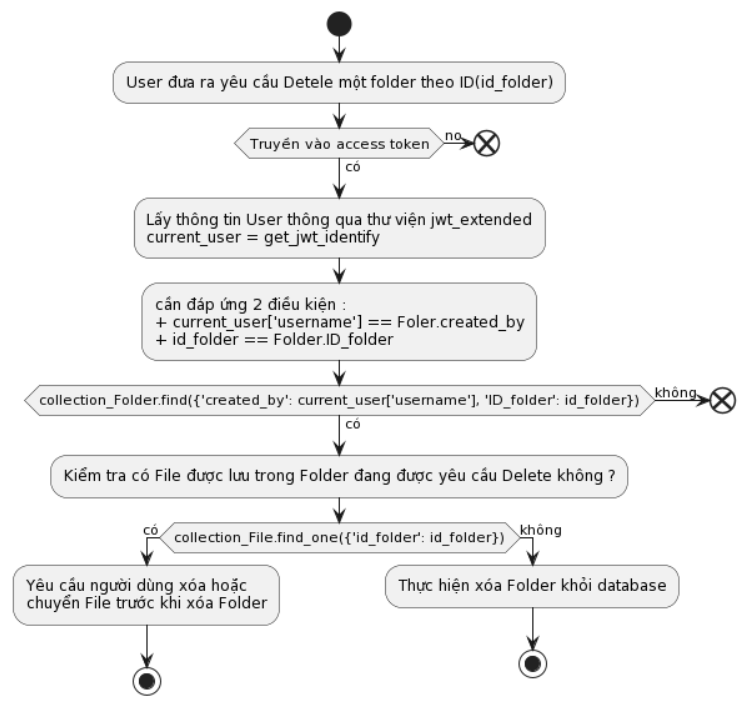 User đưa ra yêu cầu Detele một folder theo ID(id_folder)
Truyền vào access token
no
có
Lấy thông tin User thông qua thư viện jwt_extended
current_user = get_jwt_identify
cần đáp ứng 2 điều kiện :
+ current_user['username'] == Foler.created_by
+ id_folder == Folder.ID_folder
collection_Folder.find({'created_by': current_user['username'], 'ID_folder': id_folder})
không
có
Kiểm tra có File được lưu trong Folder đang được yêu cầu Delete không ?
có
collection_File.find_one({'id_folder': id_folder})
không
Yêu cầu người dùng xóa hoặc
chuyển File trước khi xóa Folder
Thực hiện xóa Folder khỏi database